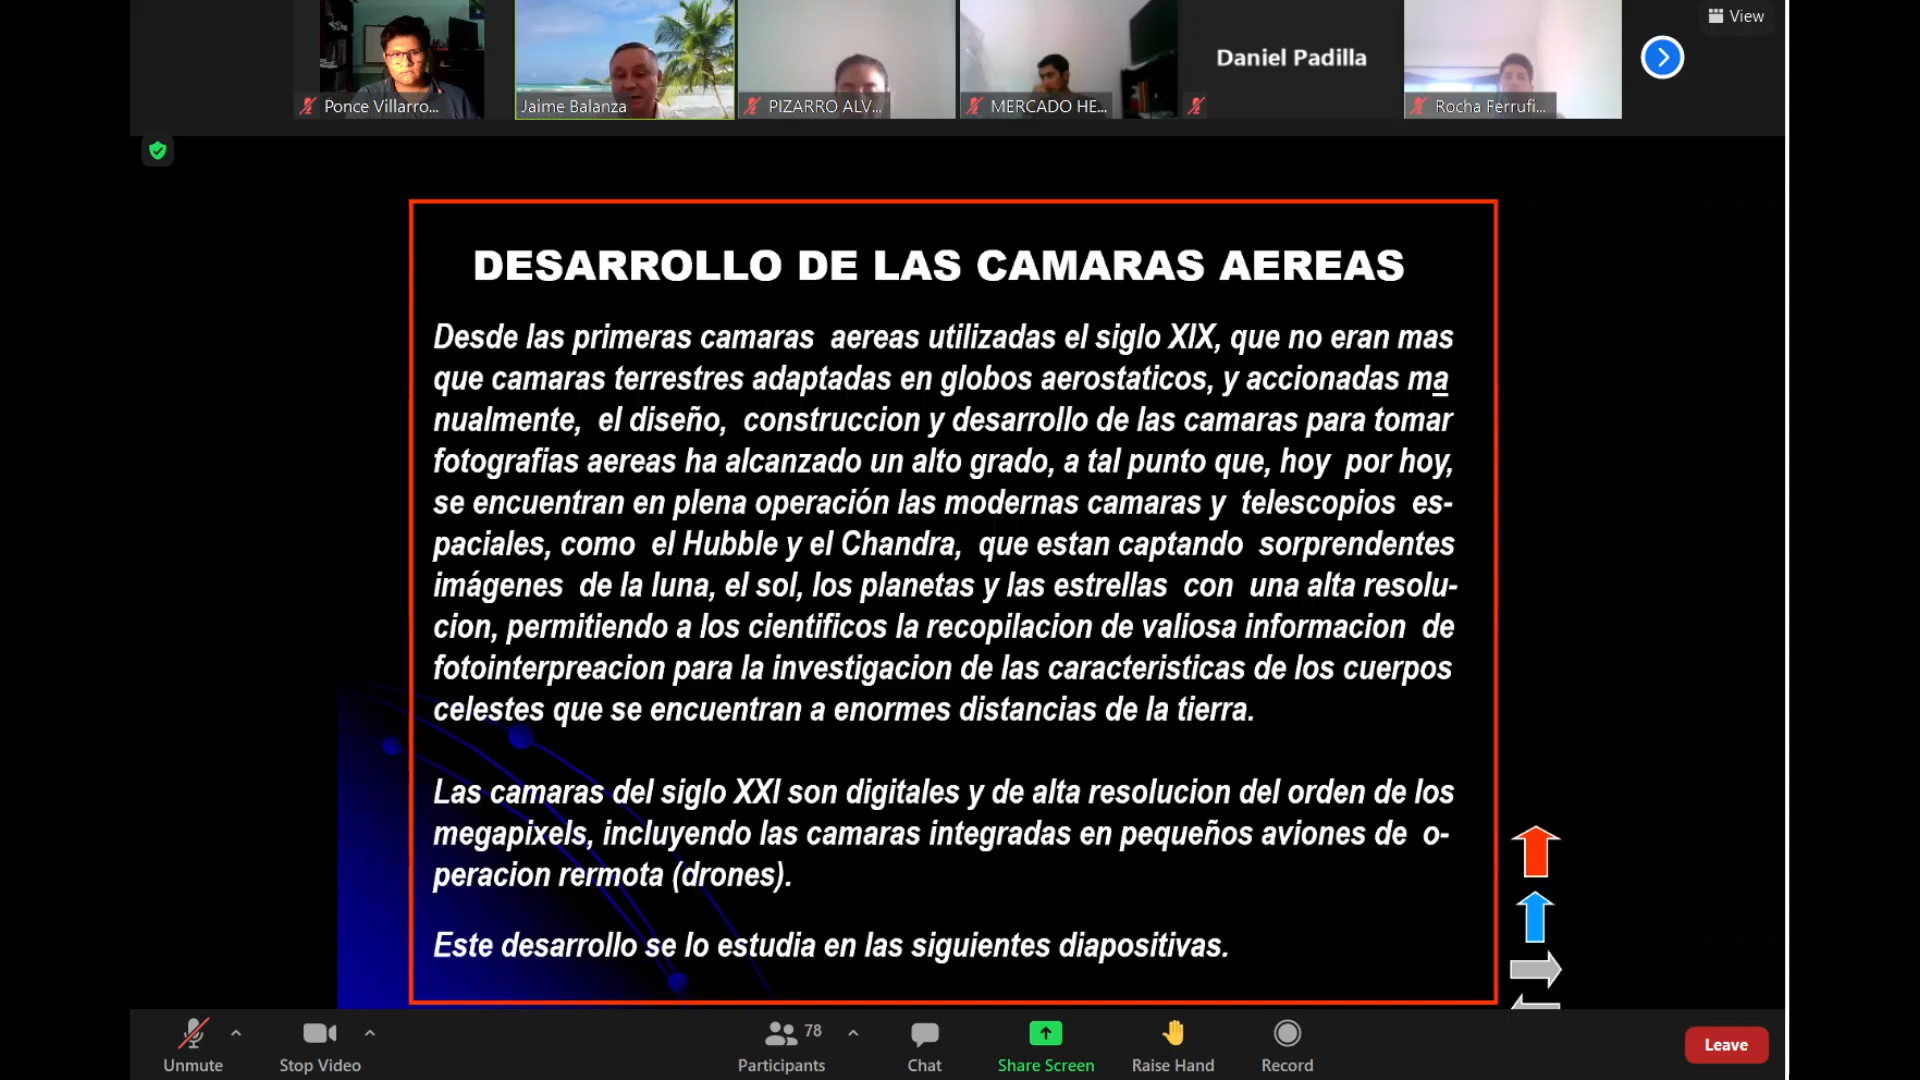 View
Ponce Villarro...
Jaime Balanza
PIZARRO ALV...
MERCADO HE...
Daniel Padilla
Rocha Ferrufi...
DESARROLLO DE LAS CAMARAS AEREAS
Desde las primeras camaras aereas utilizadas el siglo XIX, que no eran mas
que camaras terrestres adaptadas en globos aerostaticos, y accionadas ma
nualmente, el diseño, construccion y desarrollo de las camaras para tomar
fotografias aereas ha alcanzado un alto grado, a tal punto que, hoy por hoy,
se encuentran en plena operación las modernas camaras y telescopios es-
paciales, como el Hubble y el Chandra, que estan captando sorprendentes
imágenes de la luna, el sol, los planetas y las estrellas con una alta resolu-
cion, permitiendo a los cientificos la recopilacion de valiosa informacion de
fotointerpreacion para la investigacion de las caracteristicas de los cuerpos
celestes que se encuentran a enormes distancias de la tierra.
Las camaras del siglo XXI son digitales y de alta resolucion del orden de los
megapixels, incluyendo las camaras integradas en pequeños aviones de o-
peracion rermota (drones).
Este desarrollo se lo estudia en las siguientes diapositivas.
Unmute
Stop Video
78
Participants
Chat
Share Screen
Raise Hand
Record
Leave